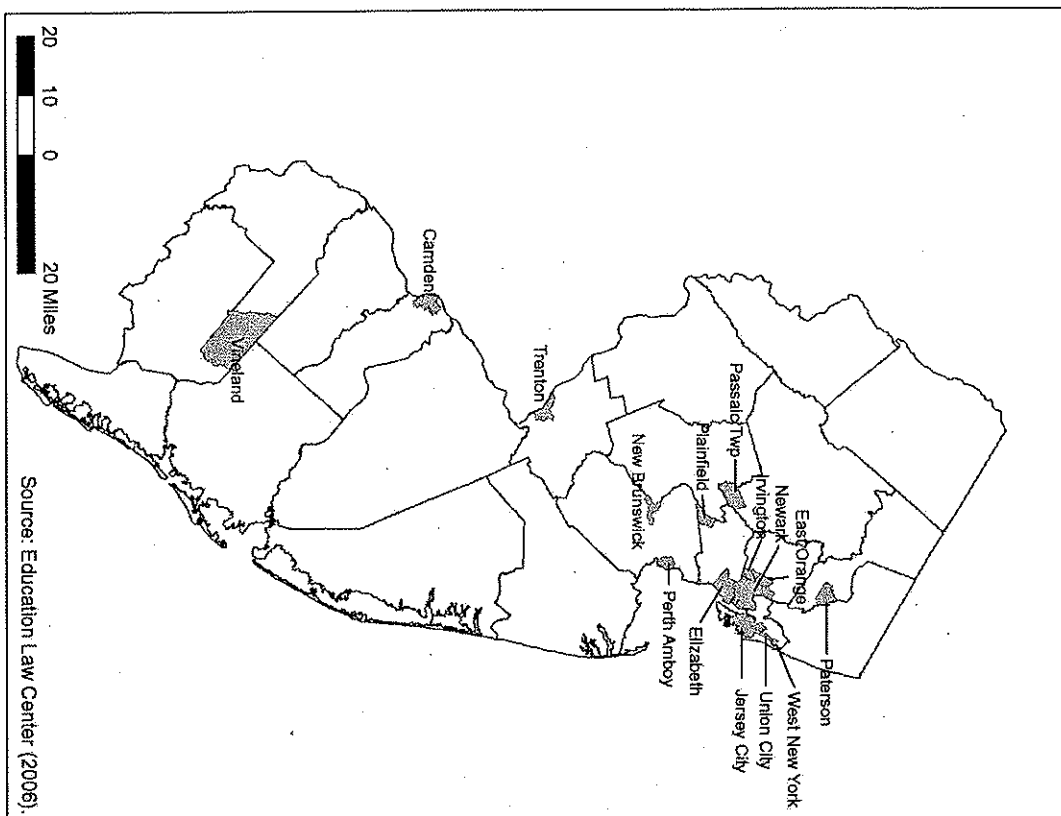 Paterson
West New York
Union City
East Orange
Newark
Irvington
Jersey City
Elizabeth
Passaic Twp
Plainfield
Perth Amboy
New Brunswick
Trenton
Camden
Vineland
20 10 0 20 Miles
Source: Education Law Center (2006).